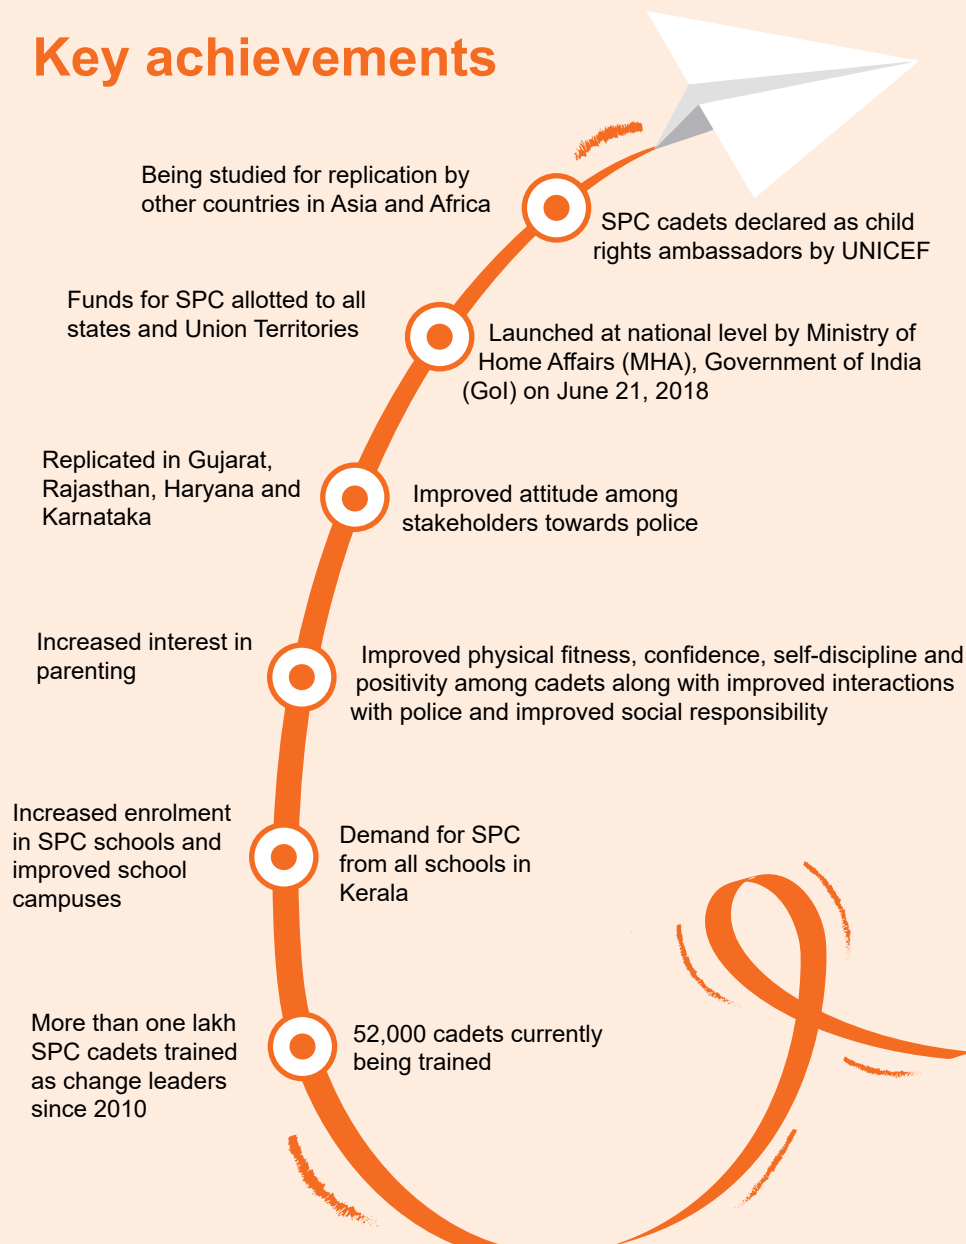 Key achievements
Being studied for replication by
other countries in Asia and Africa
SPC cadets declared as child
rights ambassadors by UNICEF
Funds for SPC allotted to all
states and Union Territories
Launched at national level by Ministry of
Home Affairs (MHA), Government of India
(GoI) on June 21, 2018
Replicated in Gujarat,
Rajasthan, Haryana and
Karnataka
Improved attitude among
stakeholders towards police
Increased interest in
parenting
Improved physical fitness, confidence, self-discipline and
positivity among cadets along with improved interactions
with police and improved social responsibility
Increased enrolment
in SPC schools and
improved school
campuses
Demand for SPC
from all schools in
Kerala
More than one lakh
SPC cadets trained
as change leaders
since 2010
52,000 cadets currently
being trained